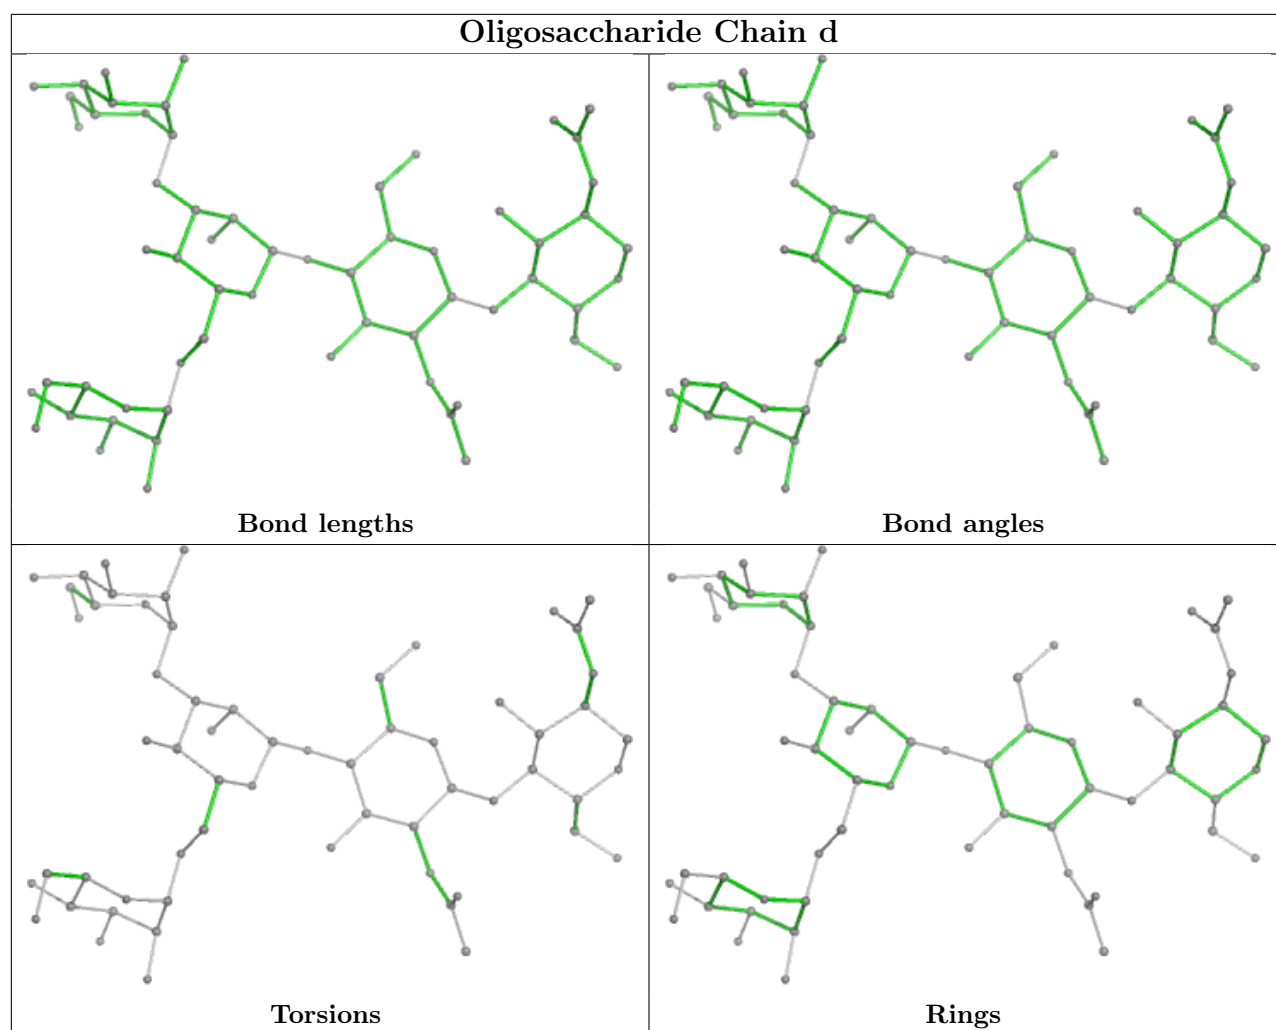 Oligosaccharide Chain d
Bond lengths
Bond angles
Torsions
Rings